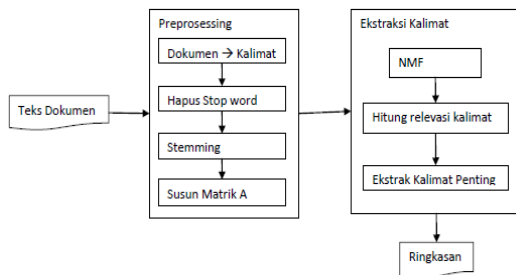 Preprosessing
Dokumen → Kalimat
Hapus Stop word
Stemming
Susun Matrik A
Teks Dokumen
Ekstraksi Kalimat
NMF
Hitung relevasi kalimat
Ekstrak Kalimat Penting
Ringkasan